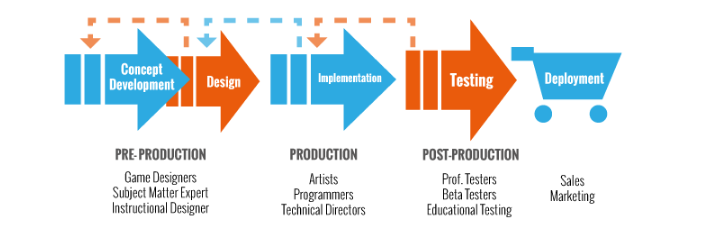 Concept
Development
Design
Implementation
Testing
Deployment
PRE-PRODUCTION
Game Designers
Subject Matter Expert
Instructional Designer
PRODUCTION
Artists
Programmers
Technical Directors
POST-PRODUCTION
Prof. Testers
Beta Testers
Educational Testing
Sales
Marketing